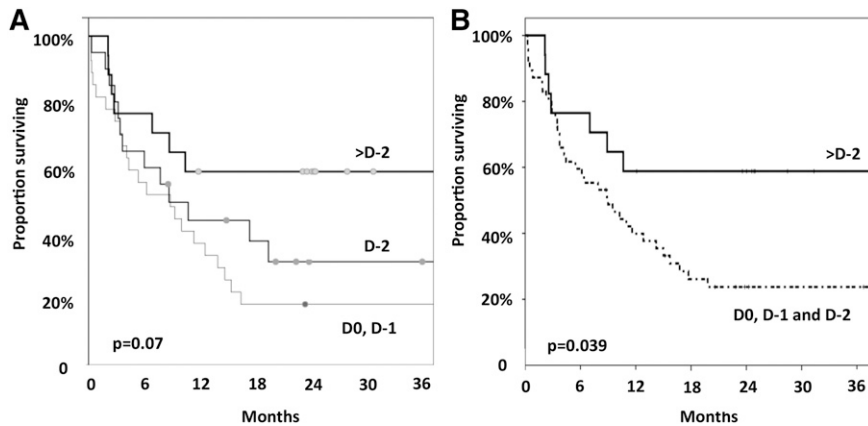 A
Proportion surviving
100%
80%
60%
40%
20%
0
>D-2
D-2
D0, D-1
p=0.07
0 6 12 18 24 30 36
Months
B
Proportion surviving
100%
80%
60%
40%
20%
0
>D-2
D0, D-1 and D-2
p=0.039
0 6 12 18 24 30 36
Months